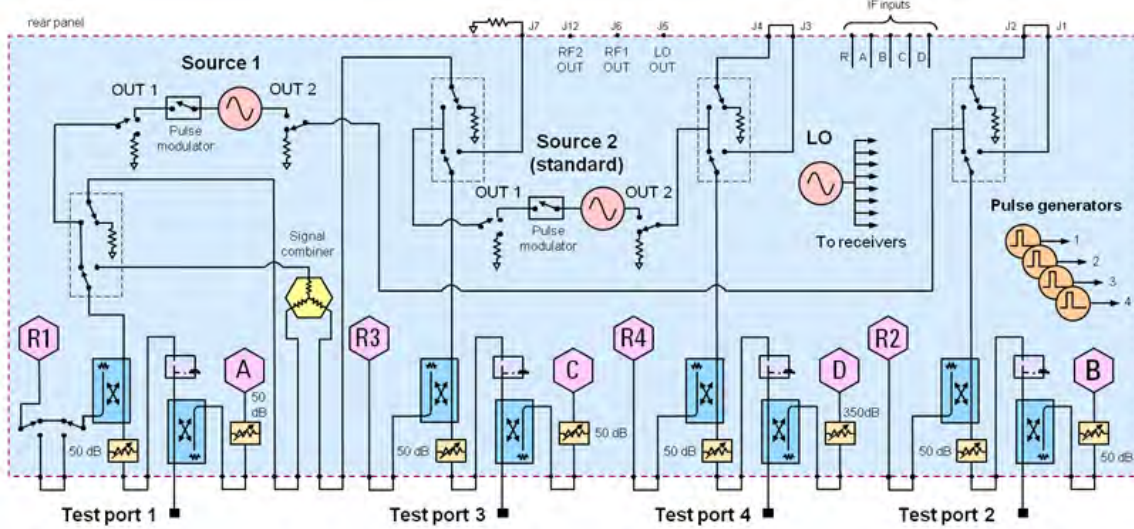 IF inputs
rear panel
J7
J12
J6
J5
J4
J3
J2
J1
RF2 OUT
RF1 OUT
LO OUT
R
A
B
C
D
Source 1
OUT 1
OUT 2
Pulse modulator
Source 2 (standard)
OUT 1
OUT 2
Pulse modulator
LO
To receivers
Pulse generators
1
2
3
4
Signal combiner
R1
A
R3
C
R4
D
R2
B
50 dB
50 dB
50 dB
50 dB
50 dB
350dB
50 dB
50 dB
Test port 1
Test port 3
Test port 4
Test port 2